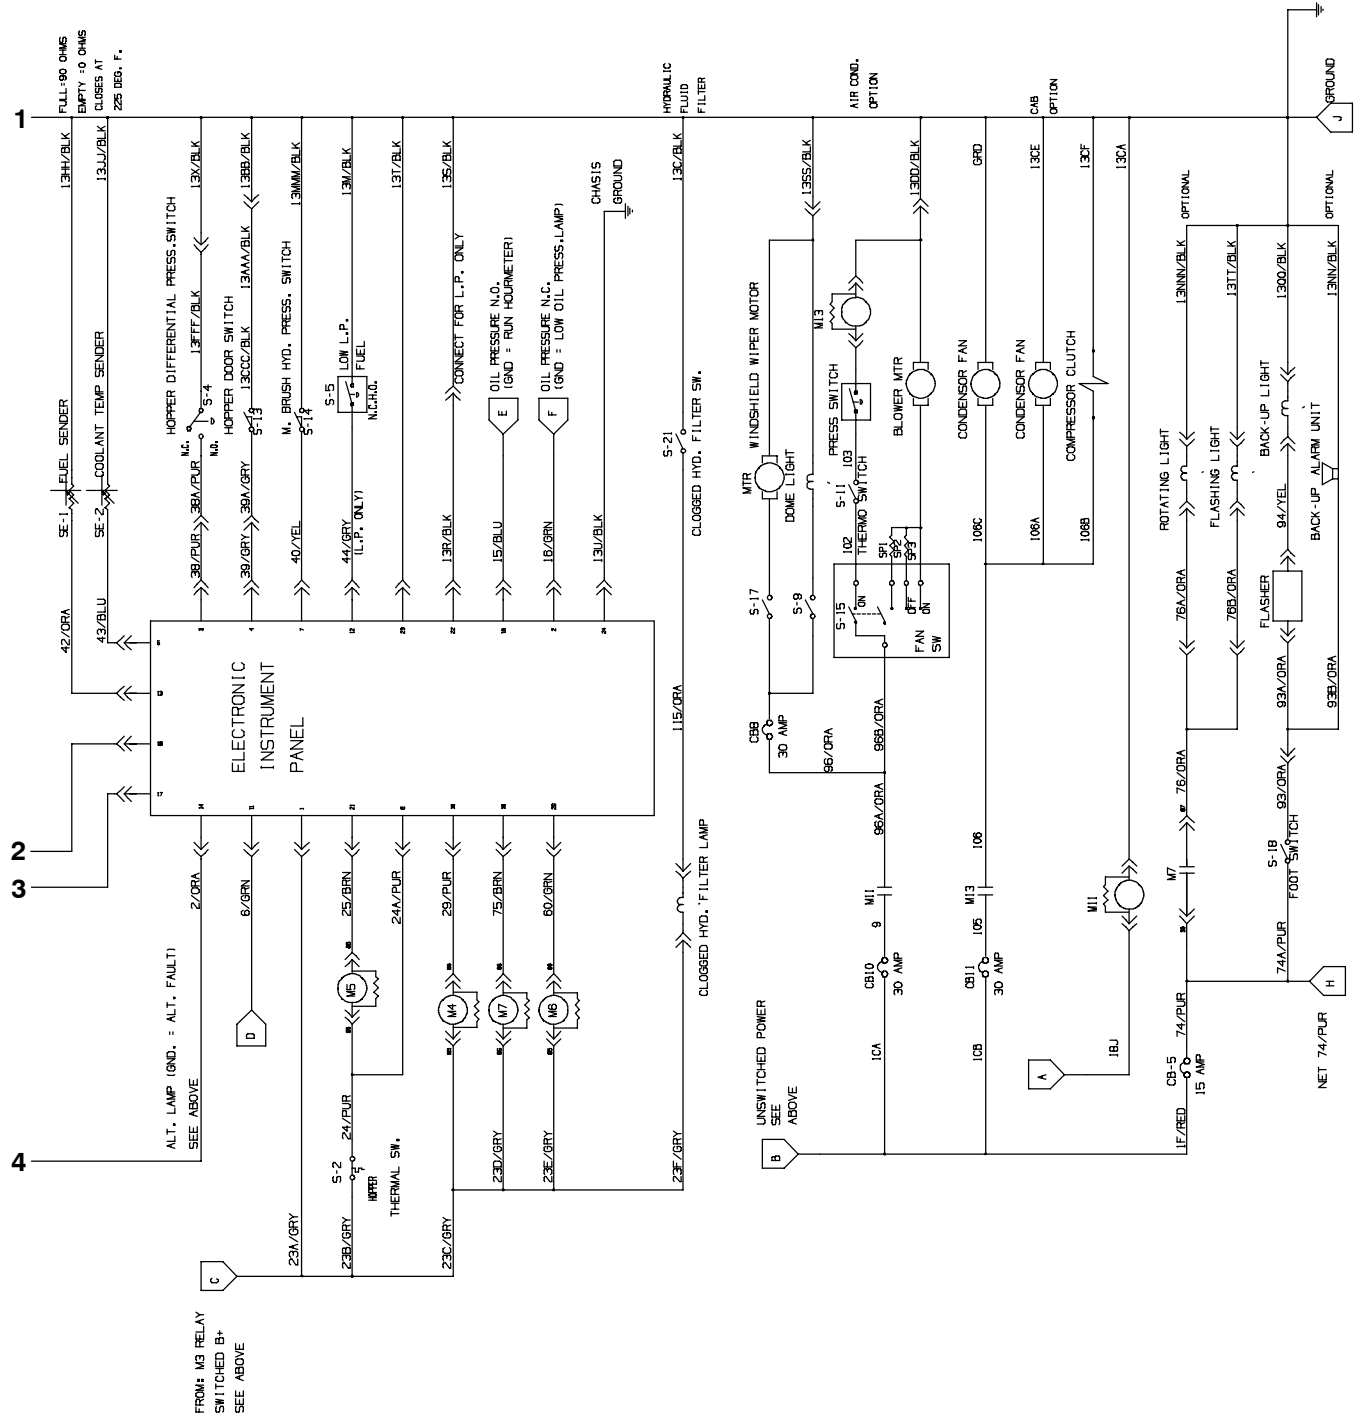 1
2
3
4
FULL=90 OHMS
EMPTY=0 OHMS
CLOSES AT
225 DEG. F.
13HH/BLK
13JJ/BLK
FUEL SENDER
SE-1
COOLANT TEMP SENDER
SE-2
42/ORA
43/BLU
HOPPER DIFFERENTIAL PRESS.SWITCH
13X/BLK
13FFF/BLK
S-4
N.C.
N.O.
38A/PUR
38/PUR
HOPPER DOOR SWITCH
13BB/BLK
13AAA/BLK
13CCC/BLK
S-13
39A/GRY
39/GRY
M. BRUSH HYD. PRESS. SWITCH
13MMM/BLK
S-14
40/YEL
13M/BLK
LOW L.P.
FUEL
S-5
N.C.H.O.
44/GRY
(L.P. ONLY)
13T/BLK
13S/BLK
CONNECT FOR L.P. ONLY
13R/BLK
OIL PRESSURE N.O.
(GND = RUN HOURMETER)
E
15/BLU
OIL PRESSURE N.C.
(GND = LOW OIL PRESS.LAMP)
F
16/GRN
CHASIS
GROUND
13U/BLK
HYDRAULIC
FLUID
FILTER
13C/BLK
S-21
CLOGGED HYD. FILTER SW.
115/ORA
CLOGGED HYD. FILTER LAMP
23F/GRY
ELECTRONIC
INSTRUMENT
PANEL
3
4
7
12
23
22
2
24
17
14
11
1
21
2/ORA
ALT. LAMP (GND. = ALT. FAULT)
SEE ABOVE
6/GRN
D
25/BRN
M5
24A/PUR
24/PUR
S-2
HOPPER
THERMAL SW.
23A/GRY
23B/GRY
23C/GRY
29/PUR
M4
75/BRN
M7
60/GRN
M6
23D/GRY
23E/GRY
C
FROM: M3 RELAY
SWITCHED B+
SEE ABOVE
AIR COND.
OPTION
13SS/BLK
WINDSHIELD WIPER MOTOR
MTR
DOME LIGHT
S-17
S-9
CB9
30 AMP
96/ORA
13DD/BLK
M13
PRESS SWITCH
103
S-11
THERMO SWITCH
102
BLOWER MTR
SP1
SP2
SP3
S-15
ON
OFF
ON
FAN
SW
96B/ORA
96A/ORA
M11
9
CB10
30 AMP
1CA
GRD
CONDENSOR FAN
106C
106
M13
105
CB11
30 AMP
1CB
CAB
OPTION
13CE
CONDENSOR FAN
106A
13CF
COMPRESSOR CLUTCH
106B
13CA
M11
18J
A
UNSWITCHED POWER
SEE
ABOVE
B
1F/RED
CB-5
15 AMP
74/PUR
M7
76/ORA
76A/ORA
ROTATING LIGHT
13NNN/BLK
OPTIONAL
76B/ORA
FLASHING LIGHT
13TT/BLK
BACK-UP LIGHT
13OO/BLK
94/YEL
FLASHER
93A/ORA
93/ORA
S-18
FOOT SWITCH
74A/PUR
H
NET 74/PUR
BACK-UP ALARM UNIT
13NN/BLK
OPTIONAL
93B/ORA
J
GROUND